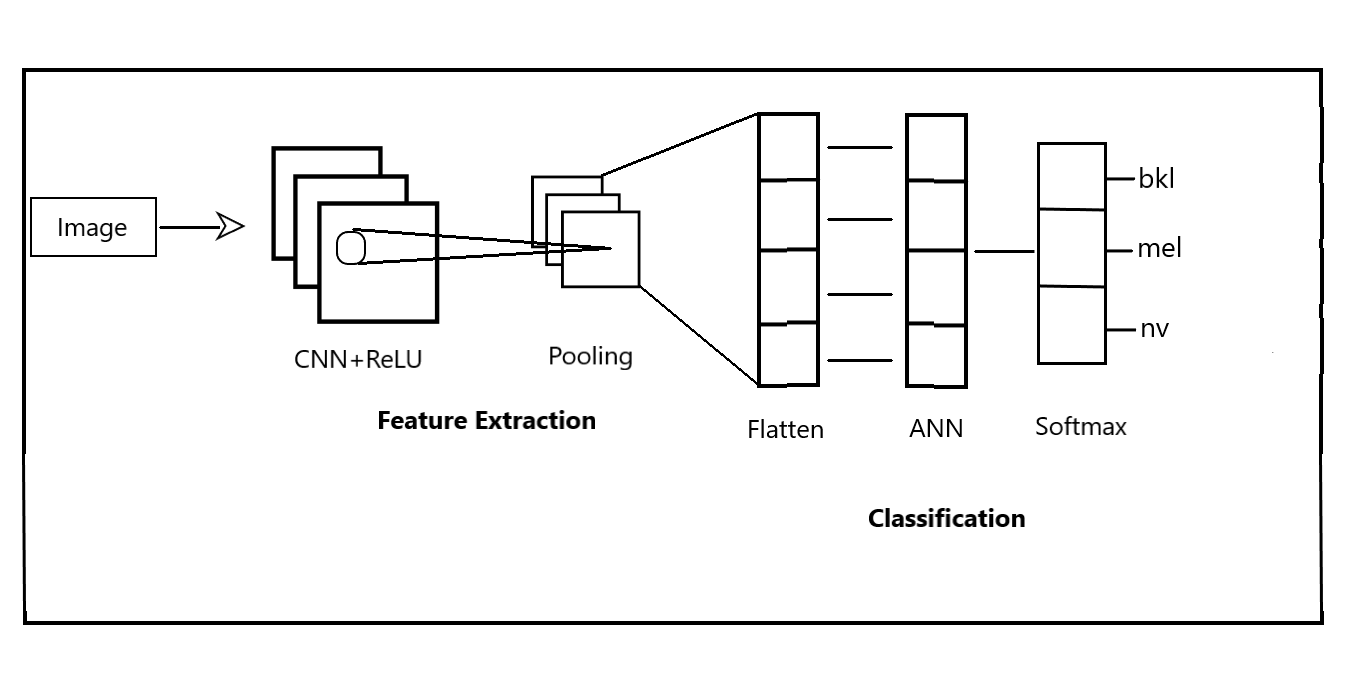 Image
CNN+ReLU
Pooling
Feature Extraction
Flatten
ANN
Softmax
bkl
mel
nv
Classification